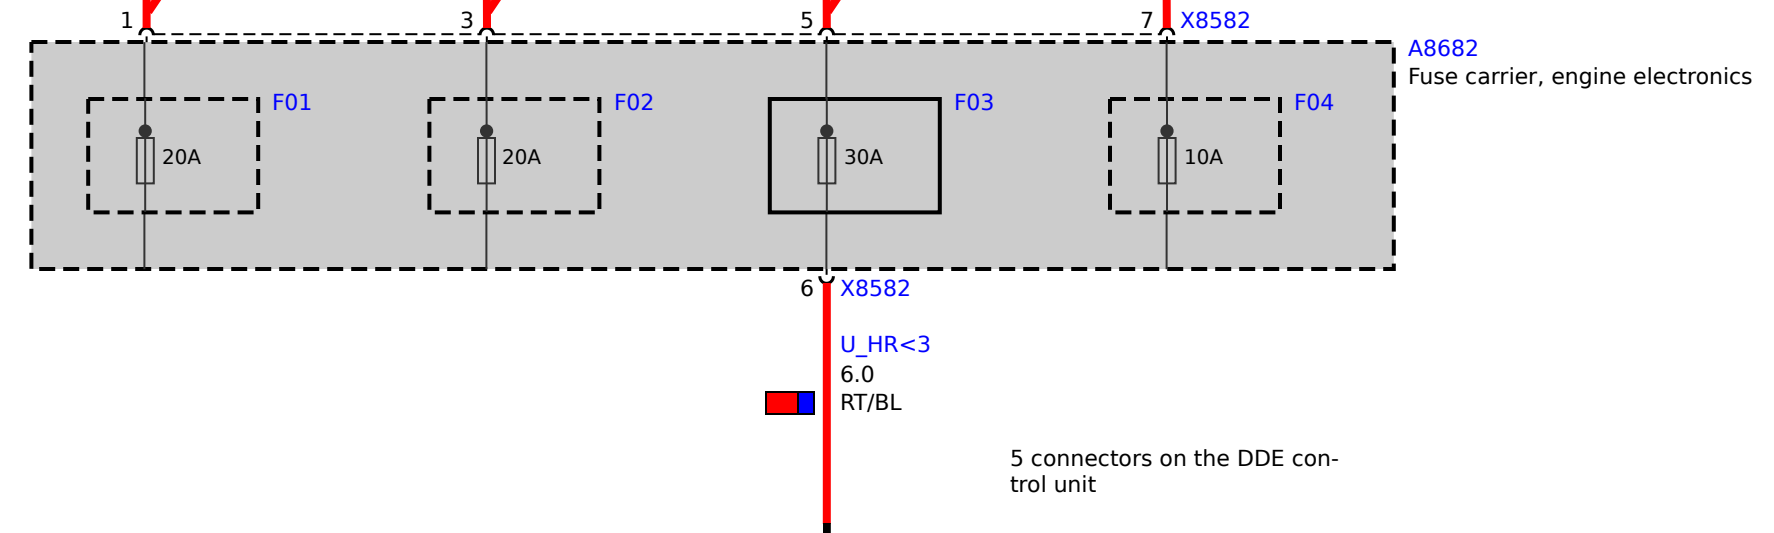 1
3
5
7 X8582
A8682
Fuse carrier, engine electronics
F01
F02
F03
F04
20A
20A
30A
10A
6 X8582
U_HR<3
6.0
RT/BL
5 connectors on the DDE con-
trol unit